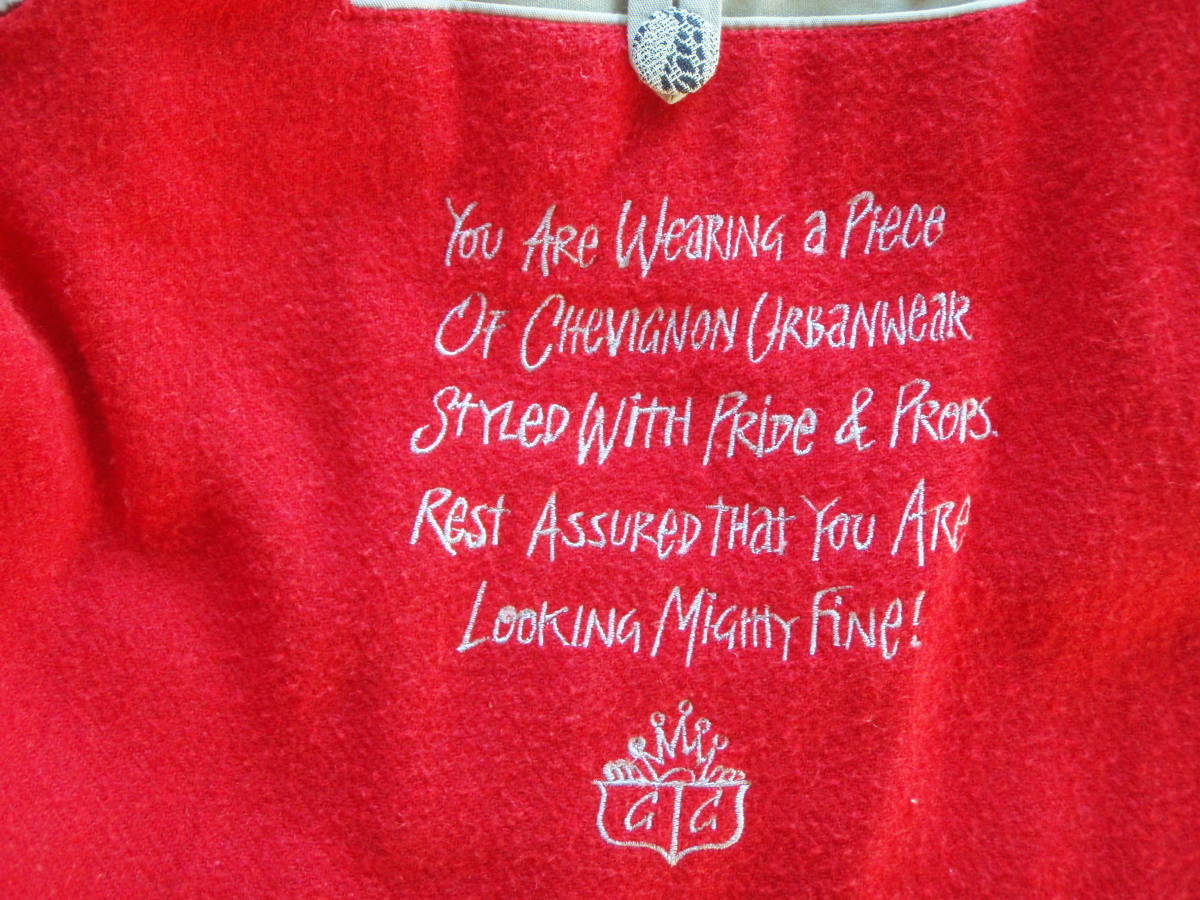 You Are Wearing a Piece
Of Chevignon Urbanwear
Styled With Pride & Props.
Rest Assured That You Are
Looking Mighty Fine!
G G